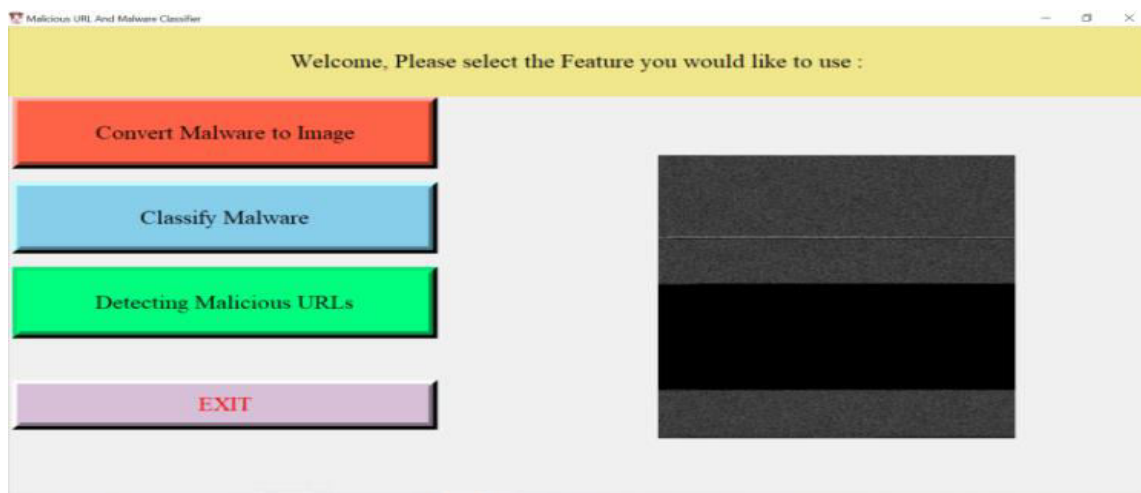 Malicious URL And Malware Classifier
Welcome, Please select the Feature you would like to use :
Convert Malware to Image
Classify Malware
Detecting Malicious URLs
EXIT